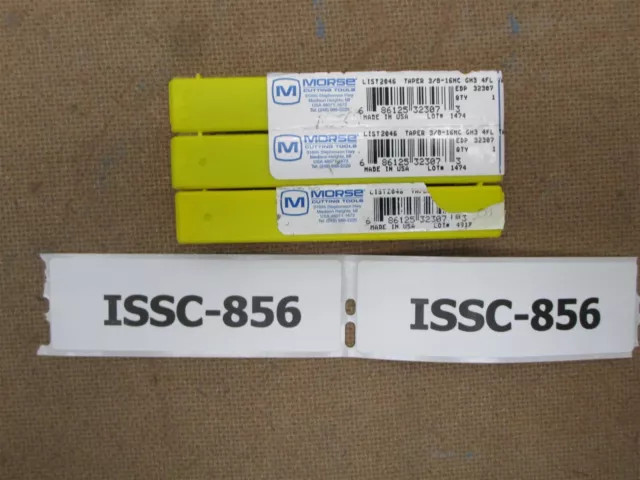 MORSE
CUTTING TOOLS
LIST2046 TAPER 3/8-16NC GH3 4FL
EDP 32307
QTY 1
6 86125 32307 3
MADE IN USA LOT# 1474
MORSE
CUTTING TOOLS
LIST2046 TAPER 3/8-16NC GH3 4FL
EDP 32307
QTY 1
6 86125 32307 3
MADE IN USA LOT# 1474
MORSE
CUTTING TOOLS
LIST2046
6 86125 32307 3
MADE IN USA LOT#
ISSC-856
ISSC-856